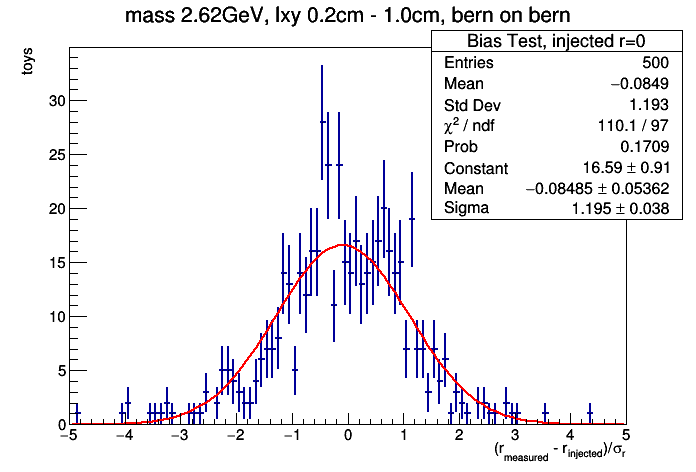 mass 2.62GeV, lxy 0.2cm - 1.0cm, bern on bern
Bias Test, injected r=0
Entries 500
Mean −0.0849
Std Dev 1.193
χ² / ndf 110.1 / 97
Prob 0.1709
Constant 16.59 ± 0.91
Mean −0.08485 ± 0.05362
Sigma 1.195 ± 0.038
toys
30
25
20
15
10
5
0
−5 −4 −3 −2 −1 0 1 2 3 4 5
(r_measured - r_injected)/σ_r